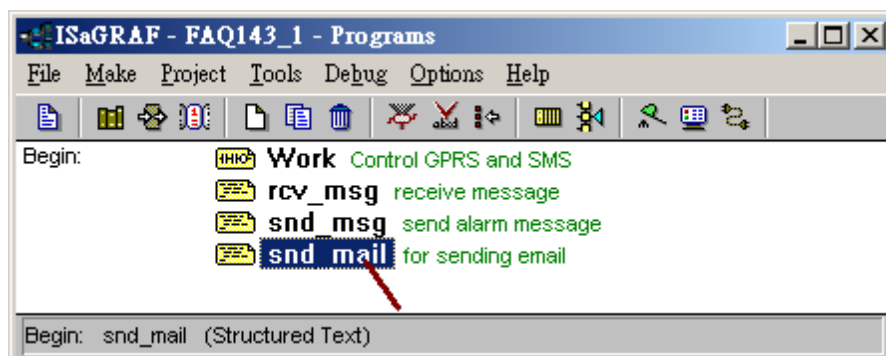 ISaGRAF - FAQ143_1 - Programs
File Make Project Tools Debug Options Help
Begin: Work Control GPRS and SMS
rcv_msg receive message
snd_msg send alarm message
snd_mail for sending email
Begin: snd_mail (Structured Text)